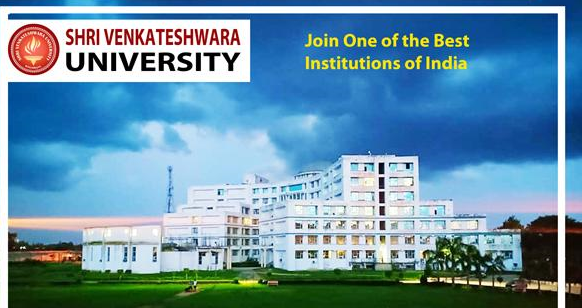 SHRI VENKATESHWARA
UNIVERSITY
Join One of the Best
Institutions of India